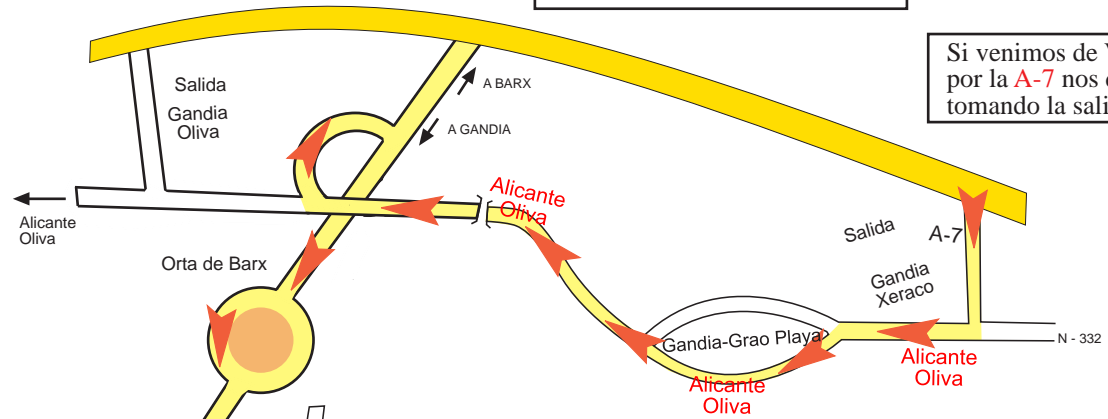 Si venimos de
por la A-7 nos
tomando la
Salida
Gandia
Oliva
A BARX
A GANDIA
Alicante
Oliva
Alicante
Oliva
Orta de Barx
Salida
A-7
Gandia
Xeraco
Gandia-Grao Playa
N - 332
Alicante
Oliva
Alicante
Oliva